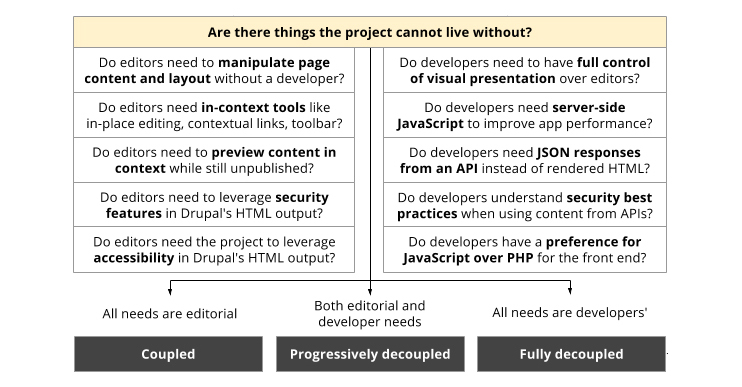 Are there things the project cannot live without?
Do editors need to manipulate page
content and layout without a developer?
Do editors need in-context tools like
in-place editing, contextual links, toolbar?
Do editors need to preview content in
context while still unpublished?
Do editors need to leverage security
features in Drupal's HTML output?
Do editors need the project to leverage
accessibility in Drupal's HTML output?
Do developers need to have full control
of visual presentation over editors?
Do developers need server-side
JavaScript to improve app performance?
Do developers need JSON responses
from an API instead of rendered HTML?
Do developers understand security best
practices when using content from APIs?
Do developers have a preference for
JavaScript over PHP for the front end?
All needs are editorial
Both editorial and
developer needs
All needs are developers'
Coupled
Progressively decoupled
Fully decoupled